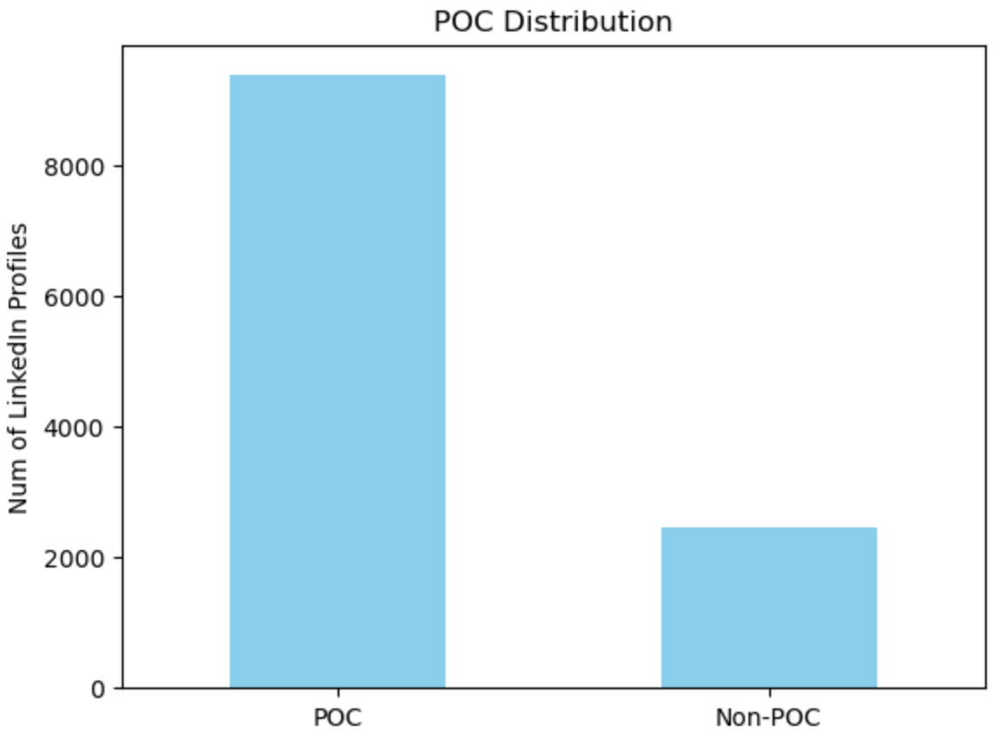 POC Distribution
Num of LinkedIn Profiles
8000
6000
4000
2000
0
POC
Non-POC